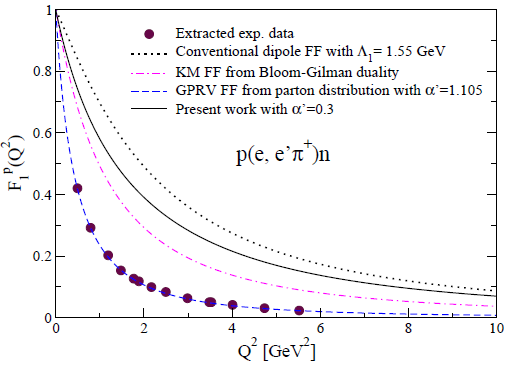 Extracted exp. data
Conventional dipole FF with Λ₁= 1.55 GeV
KM FF from Bloom-Gilman duality
GPRV FF from parton distribution with α'=1.105
Present work with α'=0.3
p(e, e'π⁺)n
F₁ᵖ(Q²)
1
0.8
0.6
0.4
0.2
0
0 2 4 6 8 10
Q² [GeV²]